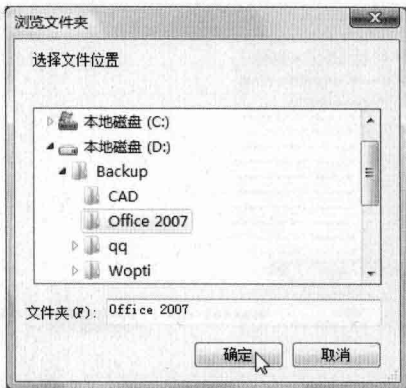 浏览文件夹
选择文件位置
本地磁盘 (C:)
本地磁盘 (D:)
Backup
CAD
Office 2007
qq
Wopti
文件夹(F): Office 2007
确定 取消